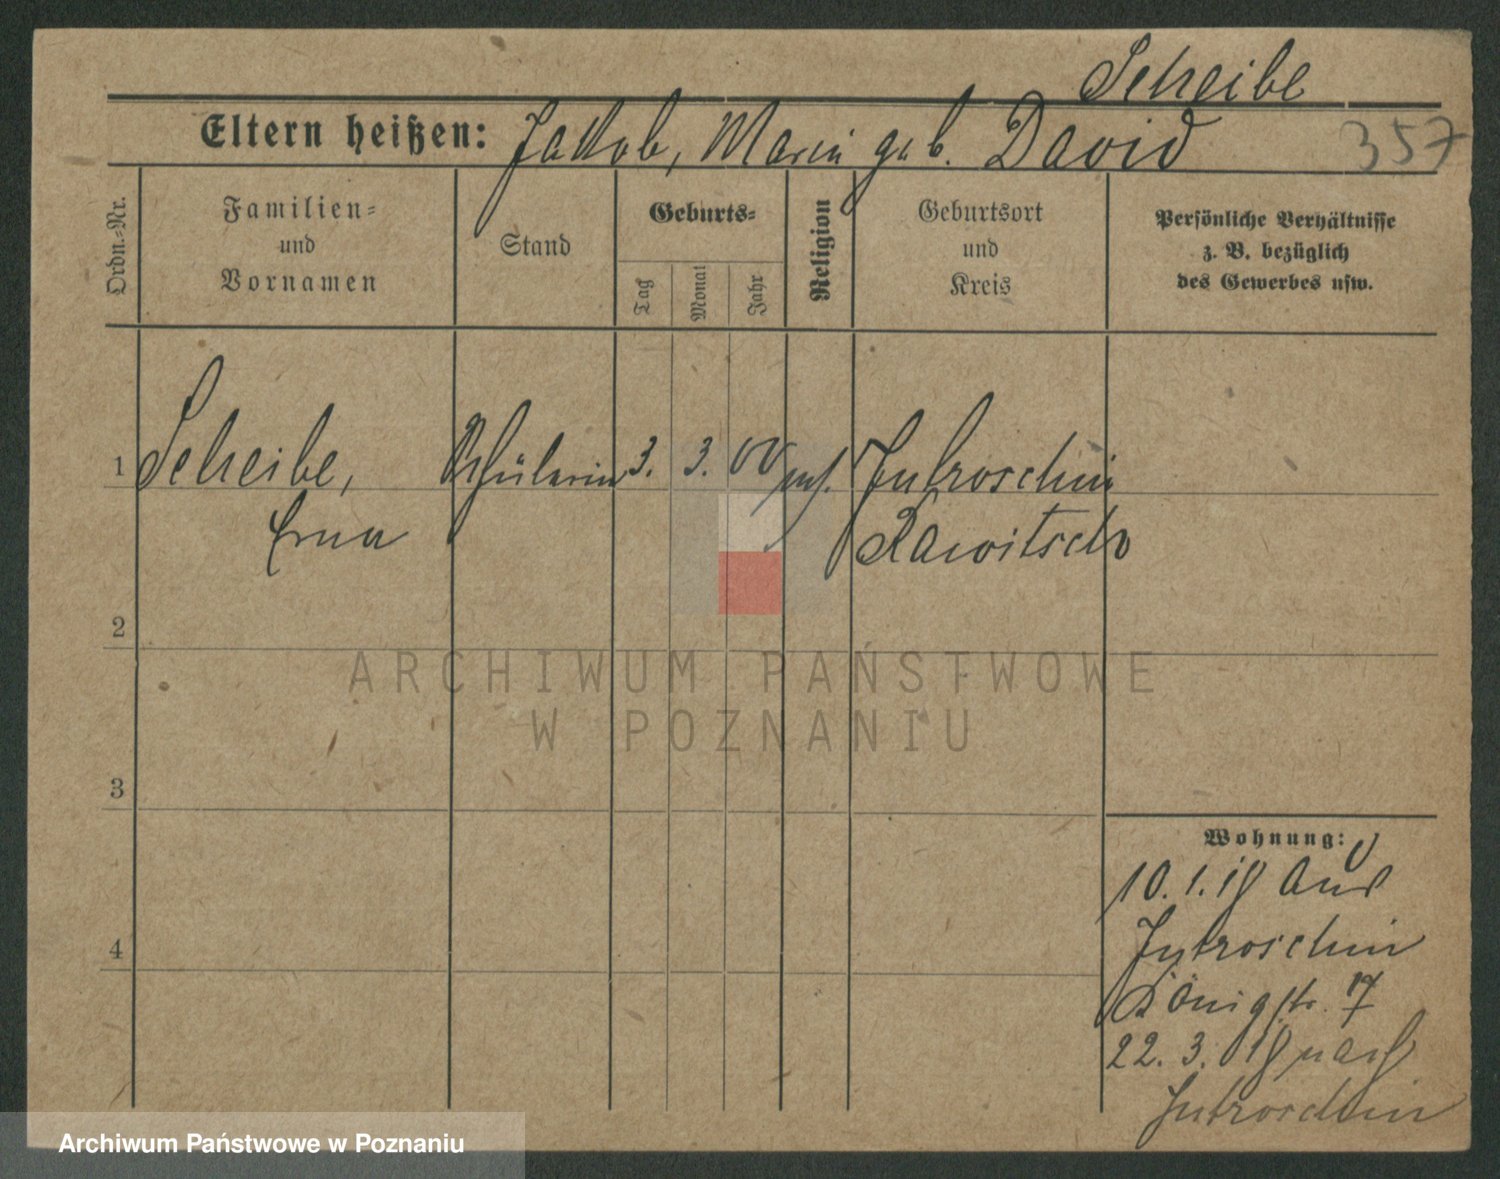 Scheibe
Eltern heißen: Jakob, Marie geb. David
357
Ordn.-Nr.
Familien-
und
Vornamen
Stand
Geburts-
Tag
Monat
Jahr
Religion
Geburtsort
und
Kreis
Persönliche Verhältnisse
z. B. bezüglich
des Gewerbes usw.
1 Scheibe, Schülerin 3. 3. 00 Jutroschin
Erna Rawitsch
2
3
4
Wohnung:
10. 1. 18 aus
Jutroschin
Königstr. 17
22. 3. 18 nach
Jutroschin
ARCHIWUM PAŃSTWOWE
W POZNANIU
Archiwum Państwowe w Poznaniu